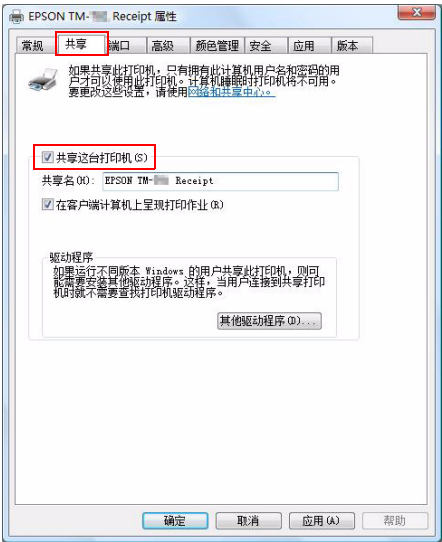 EPSON TM- Receipt 属性
常规 共享 端口 高级 颜色管理 安全 应用 版本
如果共享此打印机，只有拥有此计算机用户名和密码的用
户才可以使用此打印机。计算机睡眠时打印机将不可用。
要更改这些设置，请使用网络和共享中心。
共享这台打印机(S)
共享名(H): EPSON TM- Receipt
在客户端计算机上呈现打印作业(R)
驱动程序
如果运行不同版本 Windows 的用户共享此打印机，则可
能需要安装其他驱动程序。这样，当用户连接到共享打印
机时就不需要查找打印机驱动程序。
其他驱动程序(D)...
确定 取消 应用(A) 帮助